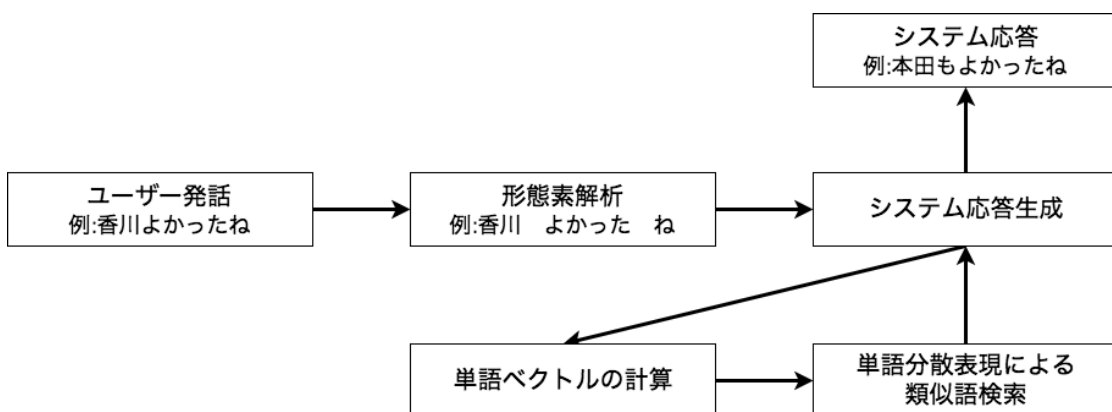 システム応答
例:本田もよかったね
ユーザー発話
例:香川よかったね
形態素解析
例:香川　よかった　ね
システム応答生成
単語ベクトルの計算
単語分散表現による
類似語検索